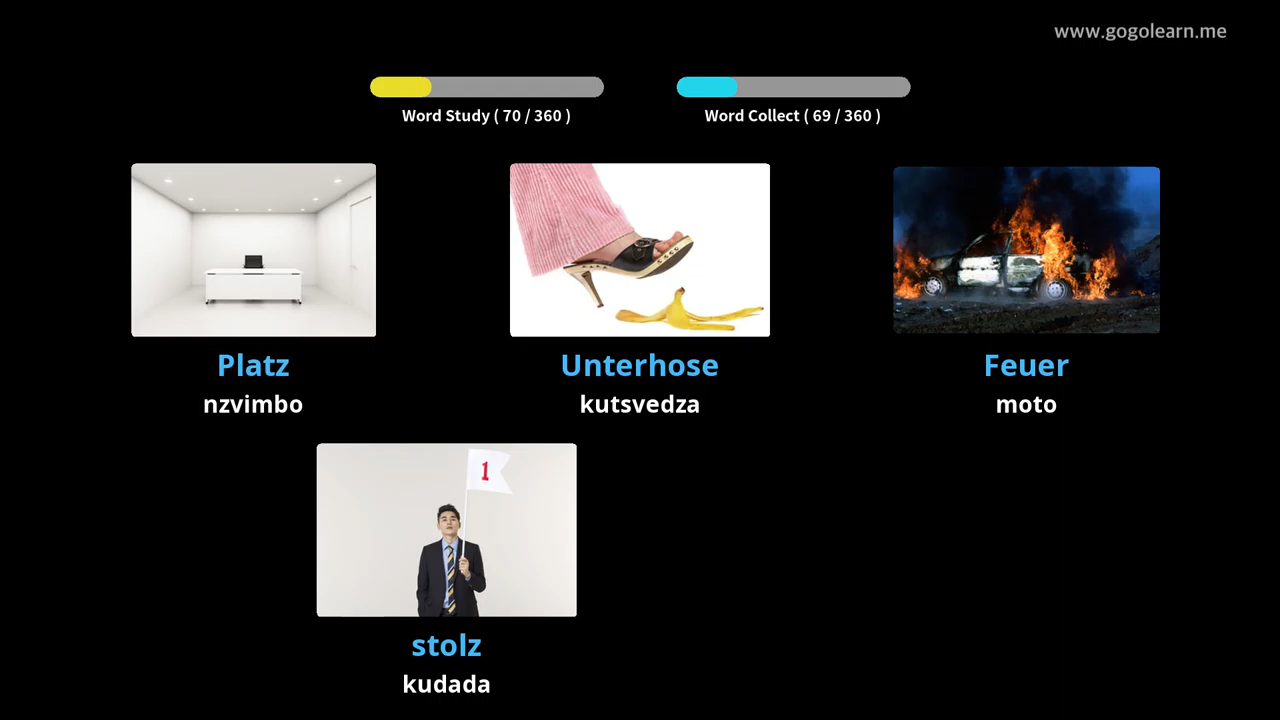 www.gogolearn.me
Word Study ( 70 / 360 )
Word Collect ( 69 / 360 )
Platz
nzvimbo
Unterhose
kutsvedza
Feuer
moto
1
stolz
kudada